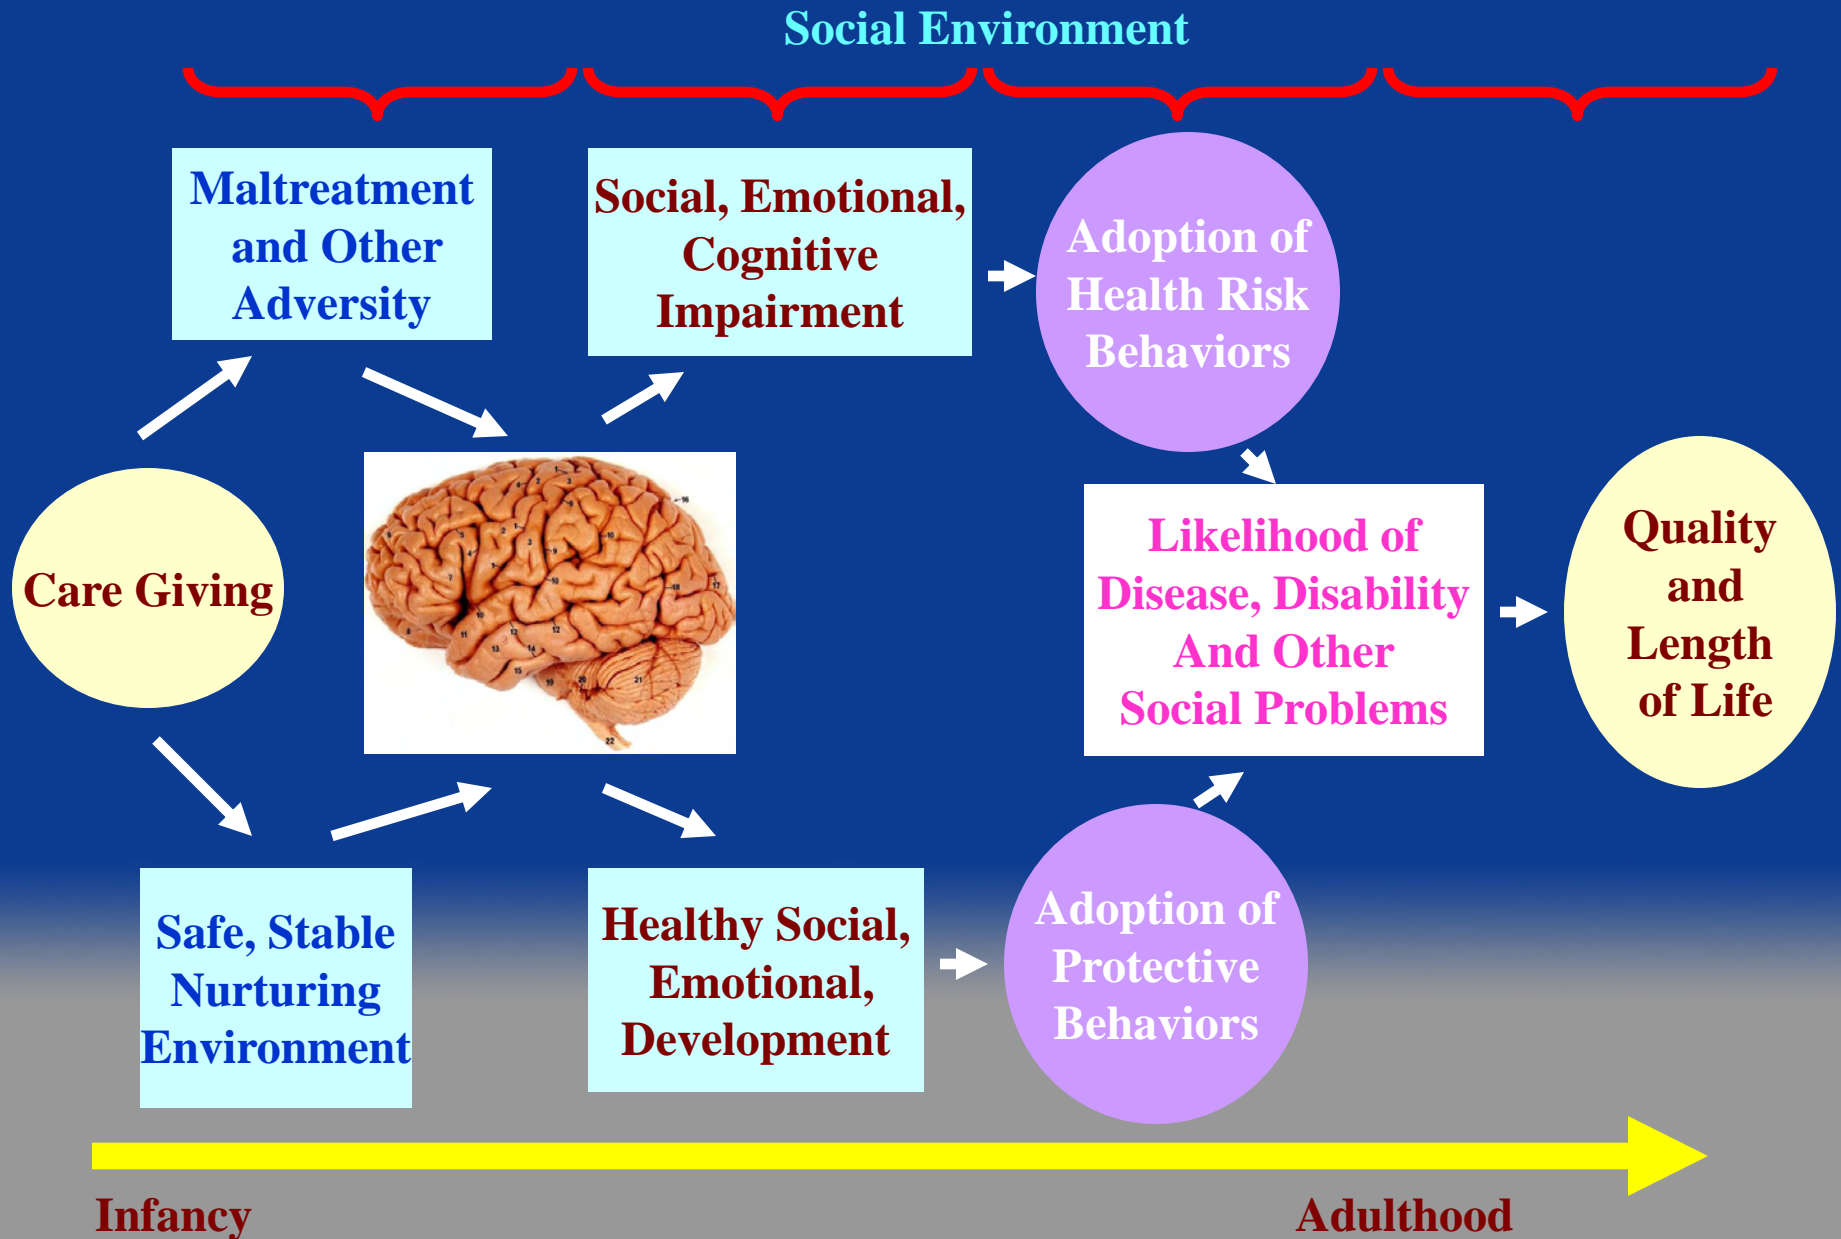 Social Environment
Maltreatment
and Other
Adversity
Social, Emotional,
Cognitive
Impairment
Adoption of
Health Risk
Behaviors
Care Giving
Likelihood of
Disease, Disability
And Other
Social Problems
Quality
and
Length
of Life
Safe, Stable
Nurturing
Environment
Healthy Social,
Emotional,
Development
Adoption of
Protective
Behaviors
Infancy
Adulthood